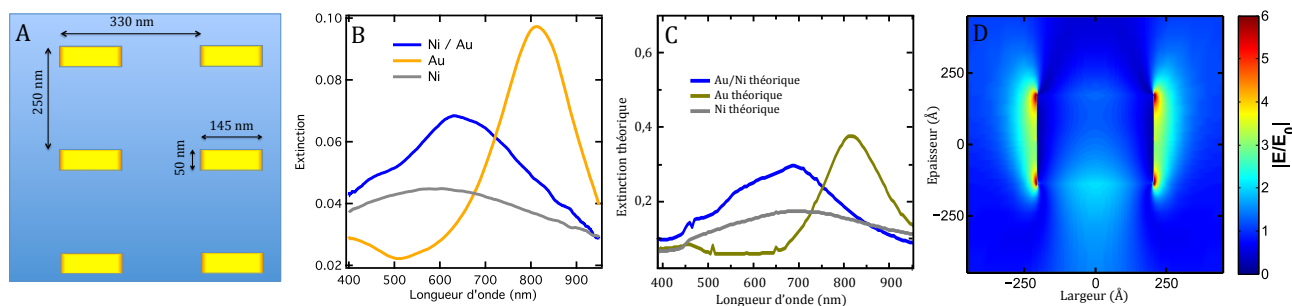 A
330 nm
250 nm
145 nm
50 nm
B
Ni / Au
Au
Ni
Extinction
0.10
0.08
0.06
0.04
0.02
400 500 600 700 800 900
Longueur d'onde (nm)
C
Au/Ni théorique
Au théorique
Ni théorique
Extinction théorique
0,6
0,4
0,2
400 500 600 700 800 900
Longueur d'onde (nm)
D
Epaisseur (Å)
250
0
−250
−250 0 250
Largeur (Å)
6
5
4
3
2
1
0
|E/E₀|